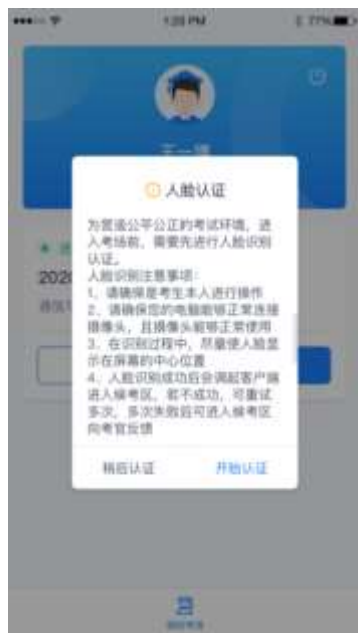 1:20 PM
77%
王一博
人脸认证
为营造公平公正的考试环境，进
入考场前，需要先进行人脸识别
认证。
人脸识别注意事项：
1、请确保是考生本人进行操作
2、请确保您的电脑能够正常连接
摄像头，且摄像头能够正常使用
3、在识别过程中，尽量使人脸显
示在屏幕的中心位置
4、人脸识别成功后会调起客户端
进入候考区，若不成功，可重试
多次，多次失败后可进入候考区
向考官反馈
2020
稍后认证
开始认证